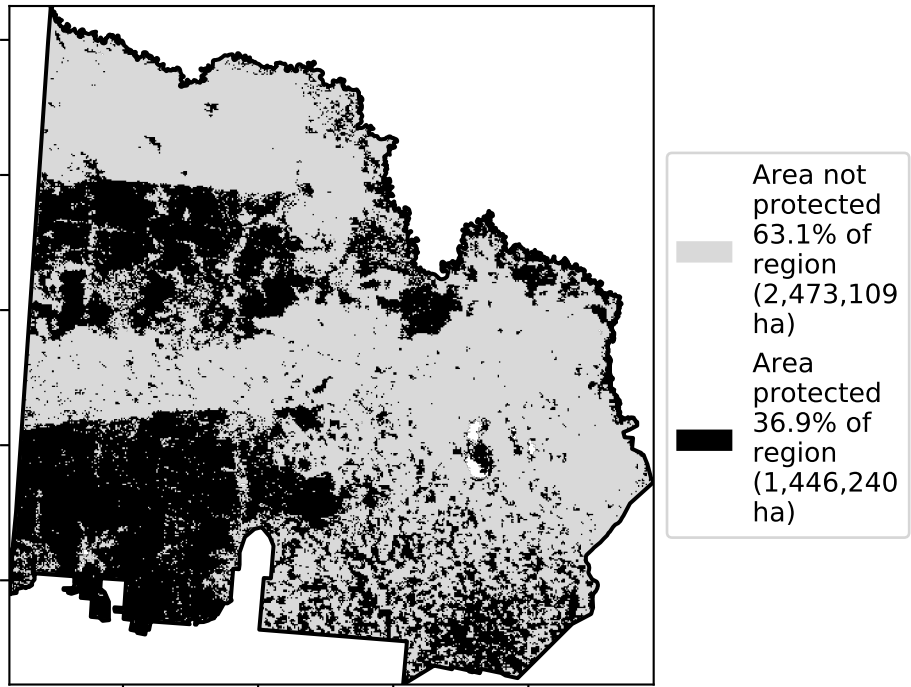 Area not
protected
63.1% of
region
(2,473,109
ha)
Area
protected
36.9% of
region
(1,446,240
ha)